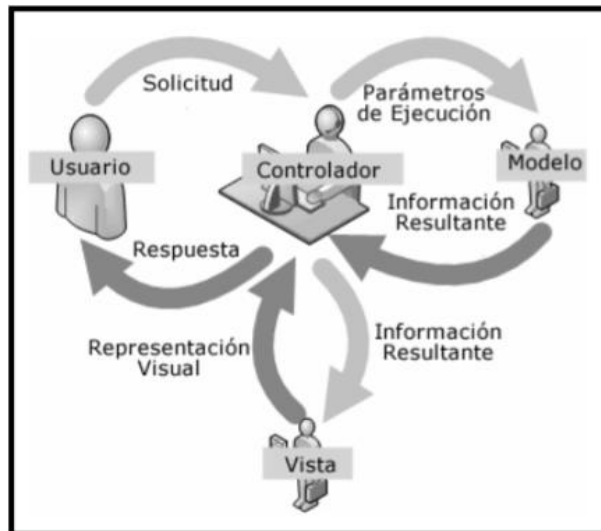 Solicitud
Parámetros
de Ejecución
Usuario
Controlador
Modelo
Información
Resultante
Respuesta
Representación
Visual
Información
Resultante
Vista